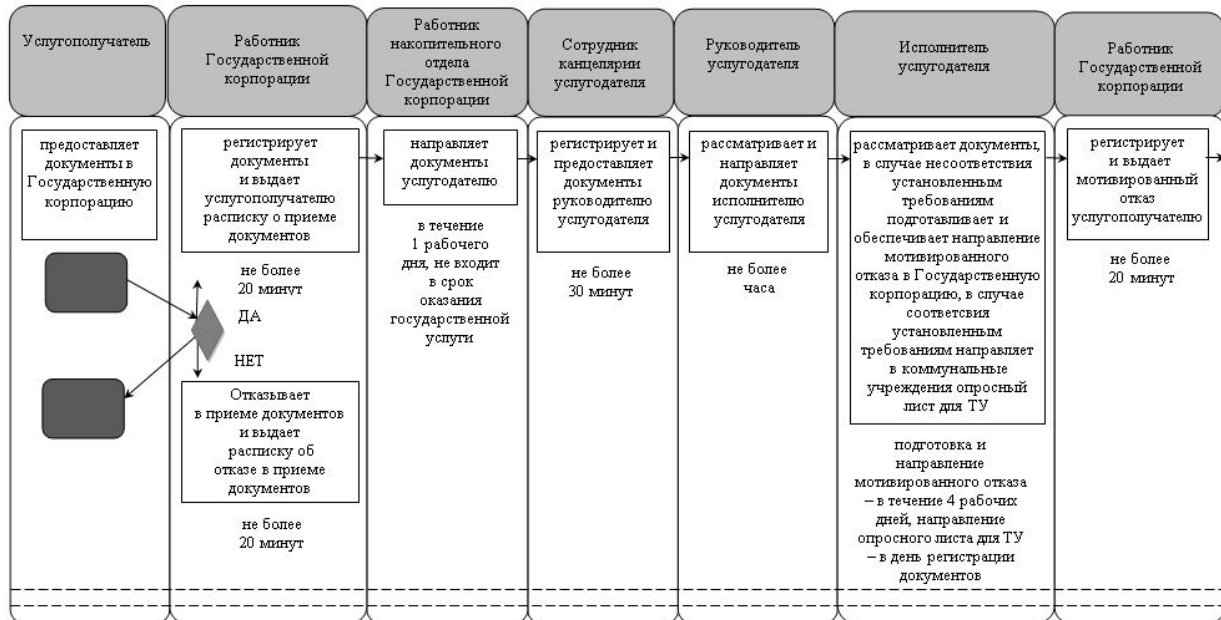 Услугополучатель
Работник
Государственной
корпорации
Работник
накопительного
отдела
Государственной
корпорации
Сотрудник
канцелярии
услугодателя
Руководитель
услугодателя
Исполнитель
услугодателя
Работник
Государственной
корпорации
предоставляет
документы в
Государственную
корпорацию
регистрирует
документы
и выдает
услугополучателю
расписку о приеме
документов
не более
20 минут
ДА
НЕТ
Отказывает
в приеме документов
и выдает
расписку об
отказе в приеме
документов
не более
20 минут
направляет
документы
услугодателю
в течение
1 рабочего
дня, не входит
в срок
оказания
государственной
услуги
регистрирует и
предоставляет
документы
руководителю
услугодателя
не более
30 минут
рассматривает и
направляет
документы
исполнителю
услугодателя
не более
часа
рассматривает документы,
в случае несоответствия
установленным
требованиям
подготавливает и
обеспечивает направление
мотивированного
отказа в Государственную
корпорацию, в случае
соответсвия
установленным
требованиям направляет
в коммунальные
учреждения опросный
лист для ТУ
подготовка и
направление
мотивированного отказа
– в течение 4 рабочих
дней, направление
опросного листа для ТУ
– в день регистрации
документов
регистрирует
и выдает
мотивированный
отказ
услугополучателю
не более
20 минут